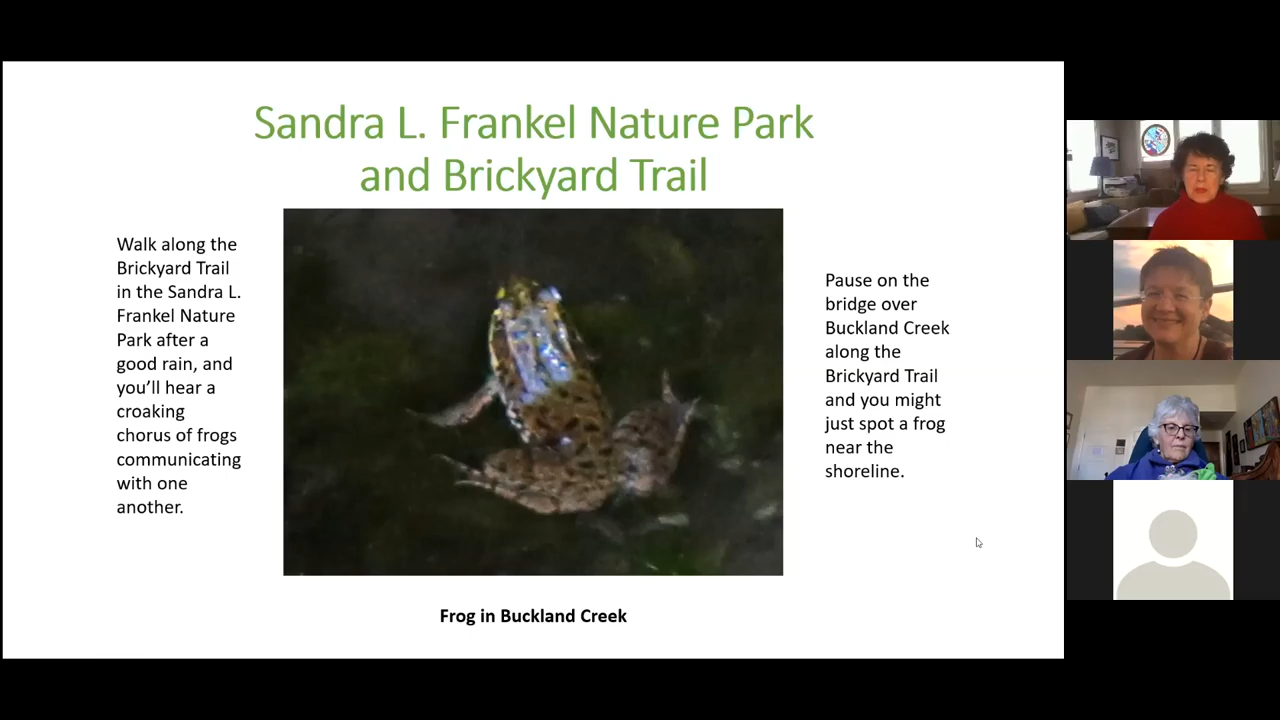 Sandra L. Frankel Nature Park
and Brickyard Trail
Walk along the
Brickyard Trail
in the Sandra L.
Frankel Nature
Park after a
good rain, and
you’ll hear a
croaking
chorus of frogs
communicating
with one
another.
Pause on the
bridge over
Buckland Creek
along the
Brickyard Trail
and you might
just spot a frog
near the
shoreline.
Frog in Buckland Creek